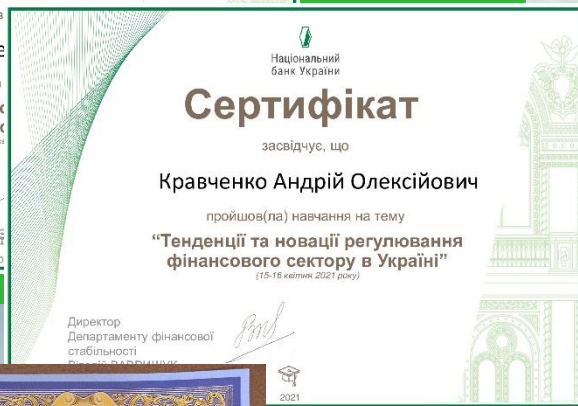 Національний
банк України
Сертифікат
засвідчує, що
Кравченко Андрій Олексійович
пройшов(ла) навчання на тему
“Тенденції та новації регулювання
фінансового сектору в Україні”
(15-16 квітня 2021 року)
Директор
Департаменту фінансової
стабільності
2021